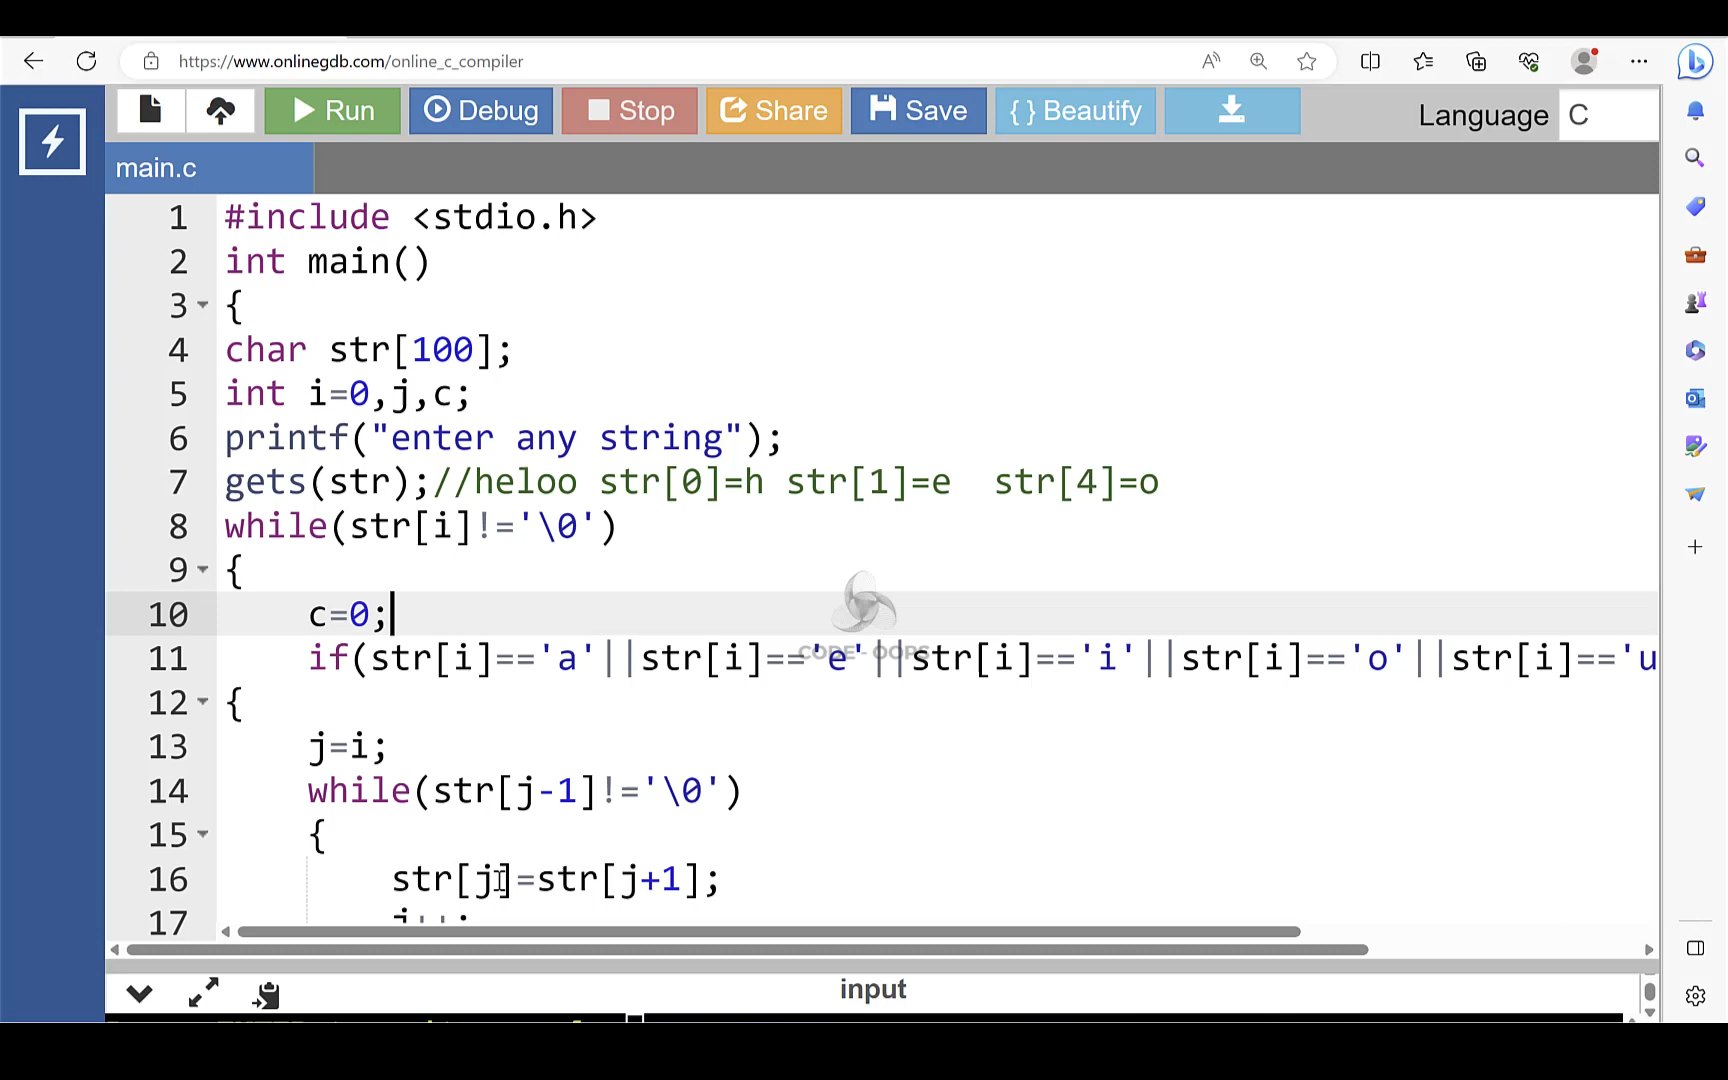 https://www.onlinegdb.com/online_c_compiler
Run Debug Stop Share Save { } Beautify Language C
main.c
1 #include <stdio.h>
2 int main()
3 {
4 char str[100];
5 int i=0,j,c;
6 printf("enter any string");
7 gets(str);//heloo str[0]=h str[1]=e  str[4]=o
8 while(str[i]!='\0')
9 {
10 c=0;
11 if(str[i]=='a'||str[i]=='e'||str[i]=='i'||str[i]=='o'||str[i]=='u
CODE - OOPS
12 {
13 j=i;
14 while(str[j-1]!='\0')
15 {
16 str[j]=str[j+1];
17 j++;
input